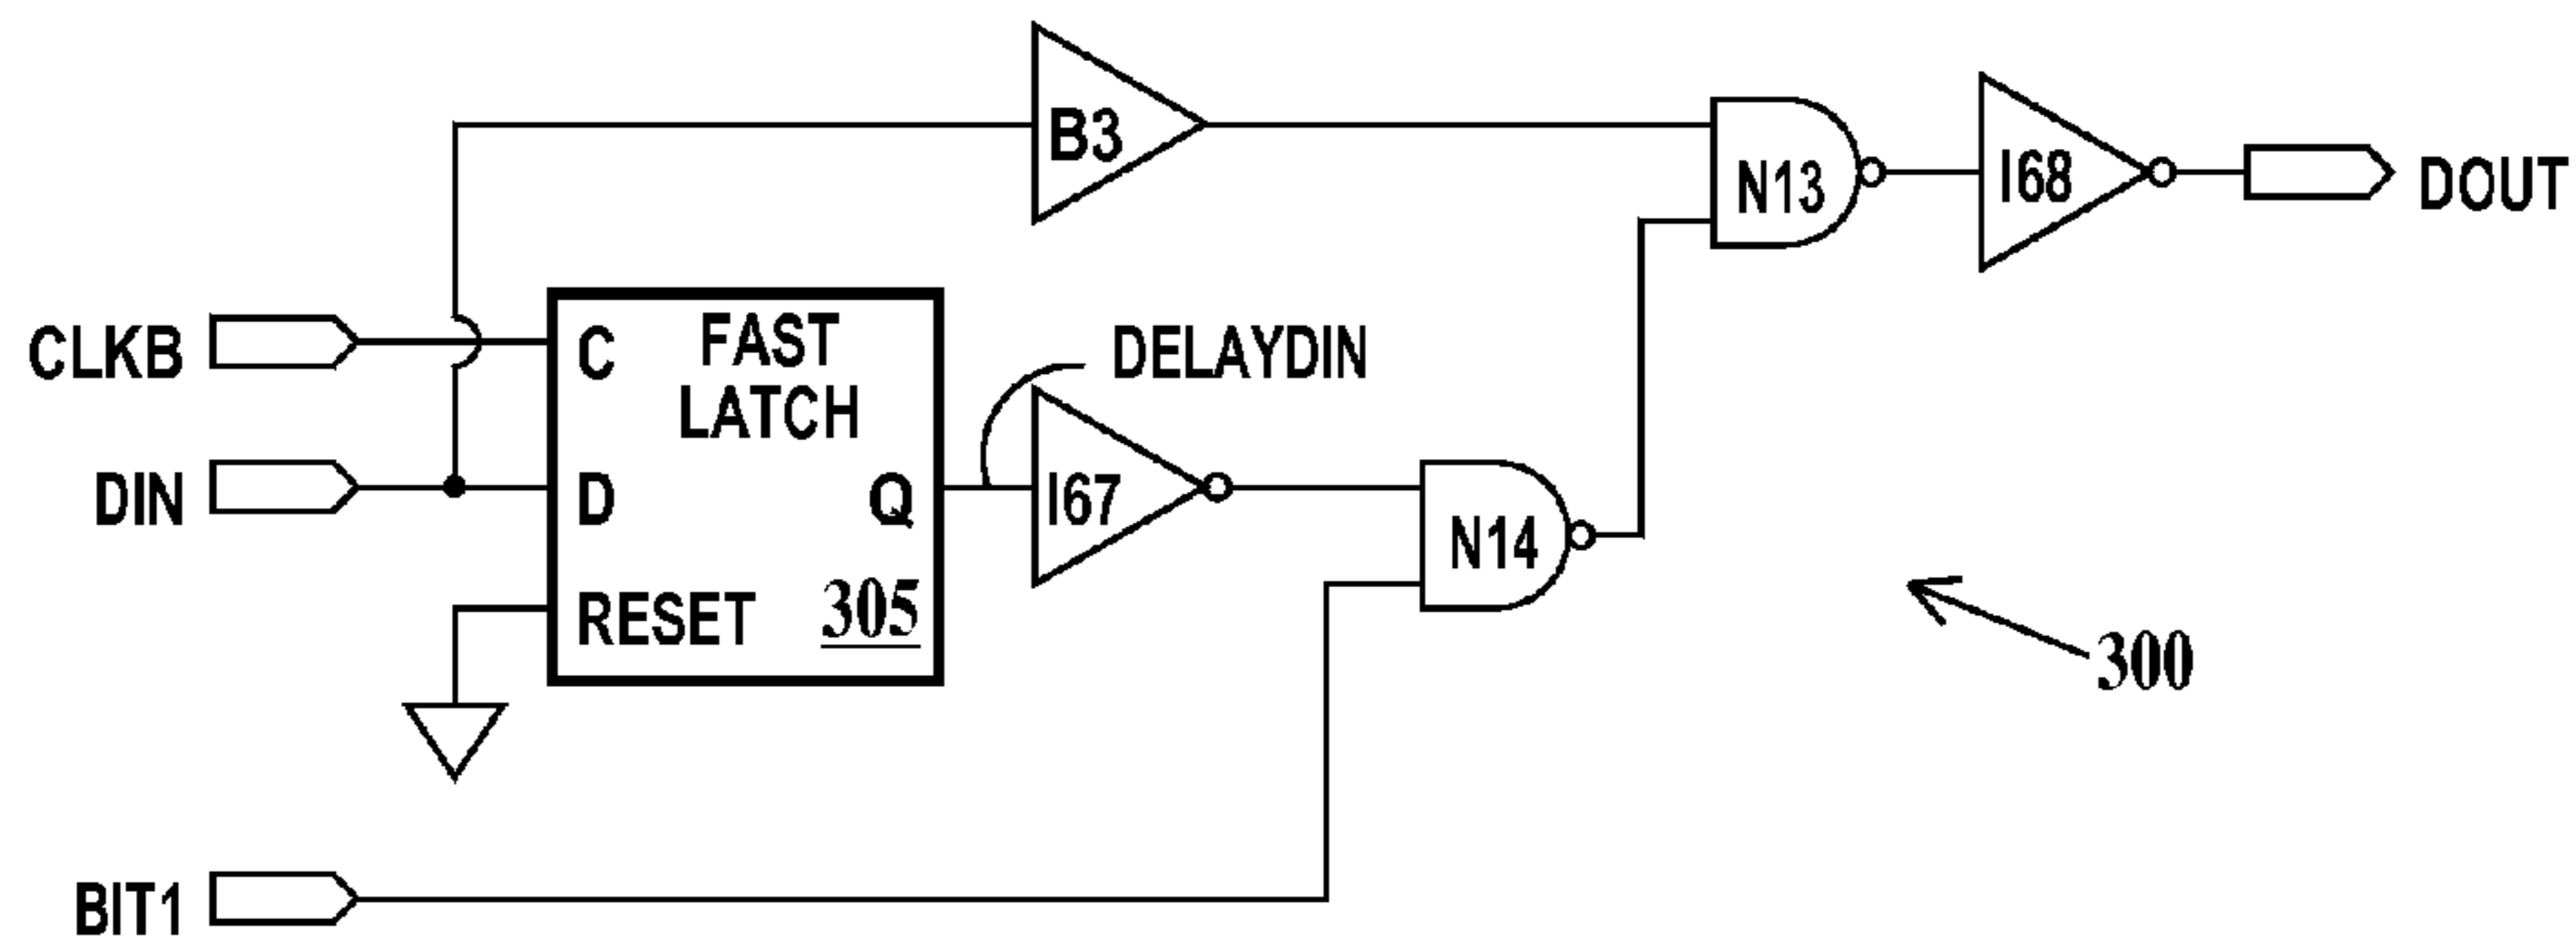 B3
N13
I68
DOUT
CLKB
C
FAST
LATCH
DELAYDIN
DIN
D
Q
I67
N14
RESET
305
300
BIT1